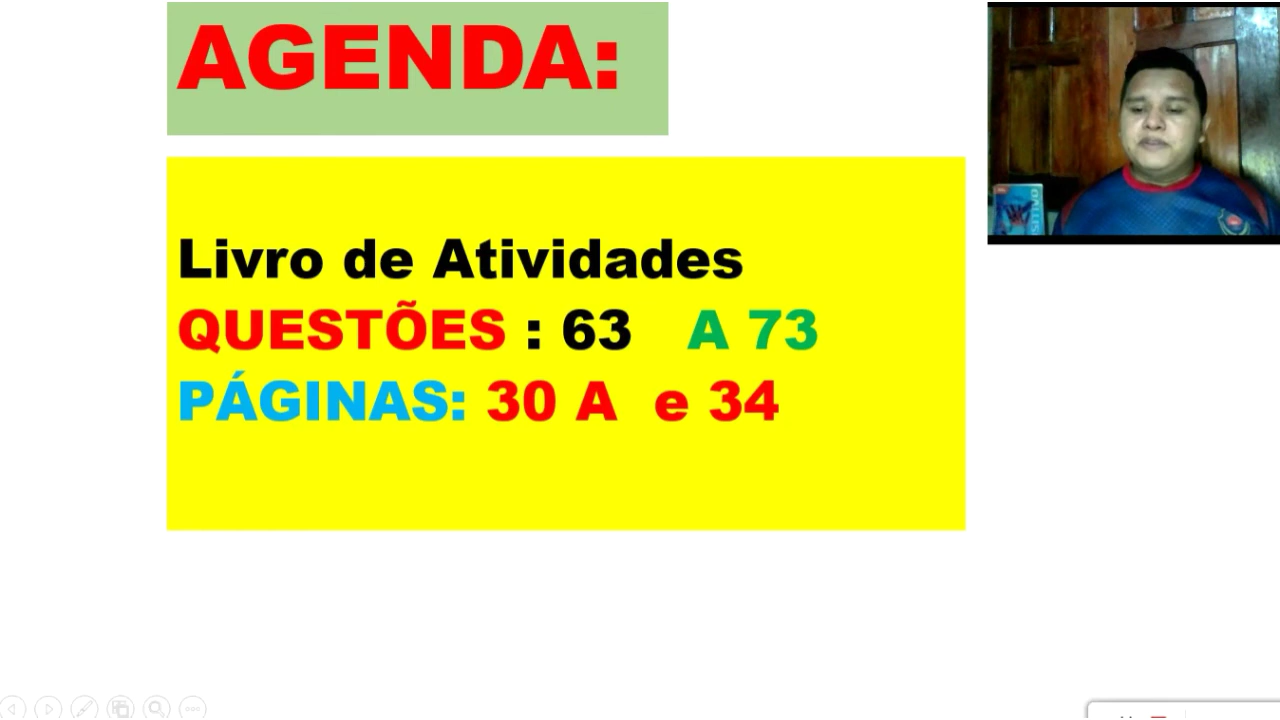 AGENDA:
Livro de Atividades
QUESTÕES : 63 A 73
PÁGINAS: 30 A e 34